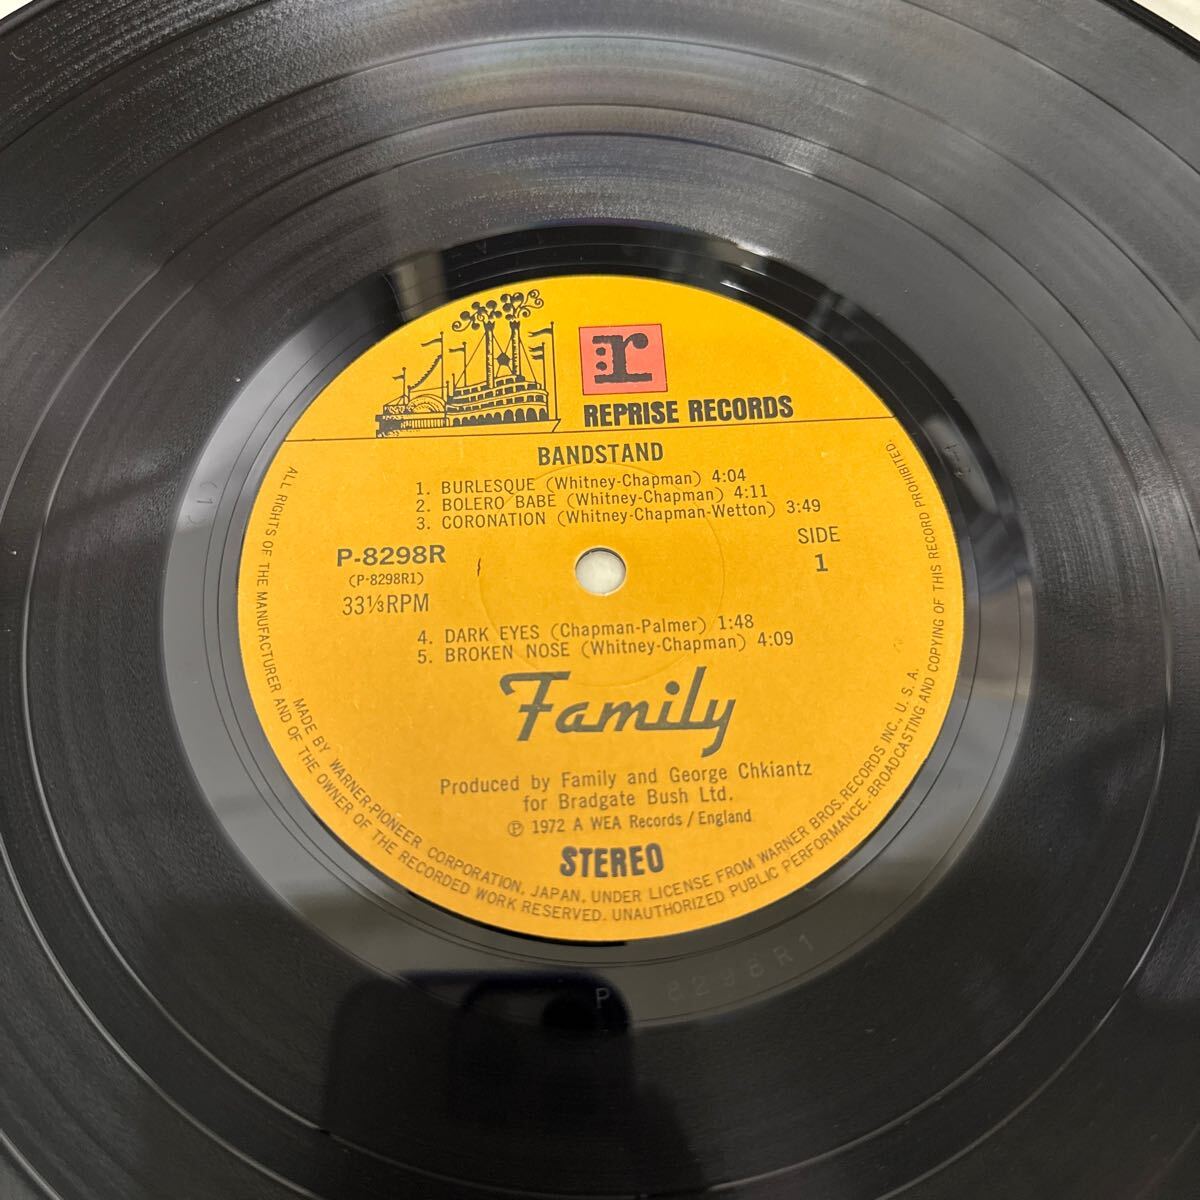 r
REPRISE RECORDS
BANDSTAND
1. BURLESQUE (Whitney-Chapman) 4:04
2. BOLERO BABE (Whitney-Chapman) 4:11
3. CORONATION (Whitney-Chapman-Wetton) 3:49
P-8298R
(P-8298R1)
33⅓RPM
SIDE
1
4. DARK EYES (Chapman-Palmer) 1:48
5. BROKEN NOSE (Whitney-Chapman) 4:09
Family
Produced by Family and George Chkiantz
for Bradgate Bush Ltd.
Ⓟ 1972 A WEA Records / England
STEREO
MADE BY WARNER-PIONEER CORPORATION, JAPAN, UNDER LICENSE FROM WARNER BROS. RECORDS INC., U. S. A.
ALL RIGHTS OF THE MANUFACTURER AND OF THE OWNER OF THE RECORDED WORK RESERVED. UNAUTHORIZED PUBLIC PERFORMANCE, BROADCASTING AND COPYING OF THIS RECORD PROHIBITED.
P 8298R1